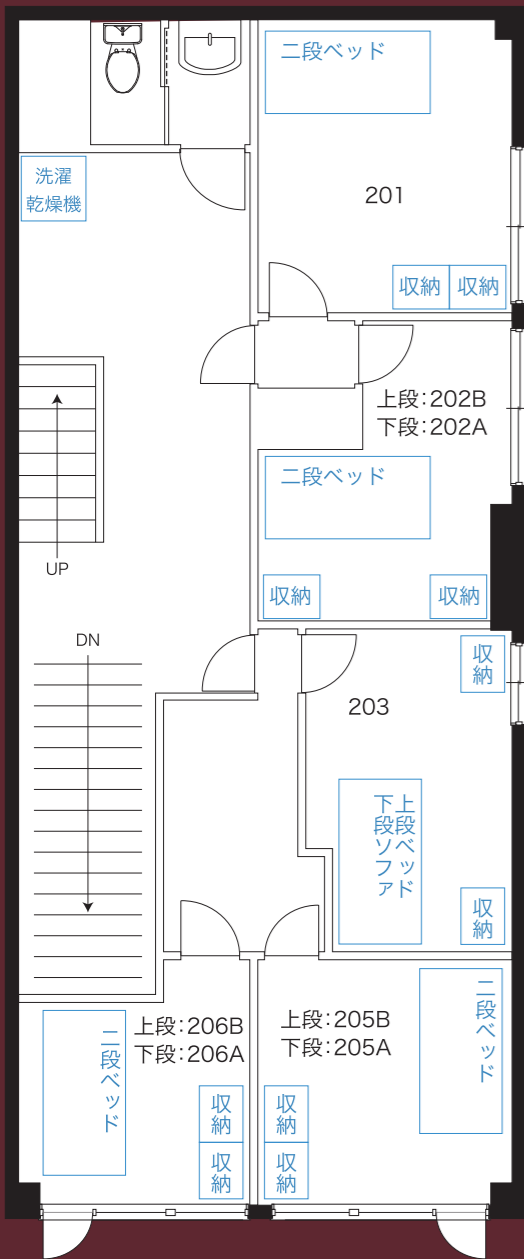 二段ベッド
洗濯
乾燥機
201
収納
収納
上段:202B
下段:202A
二段ベッド
収納
収納
UP
DN
収納
203
上段ベッド
下段ソファ
収納
二段ベッド
上段:206B
下段:206A
収納
収納
上段:205B
下段:205A
二段ベッド
収納
収納